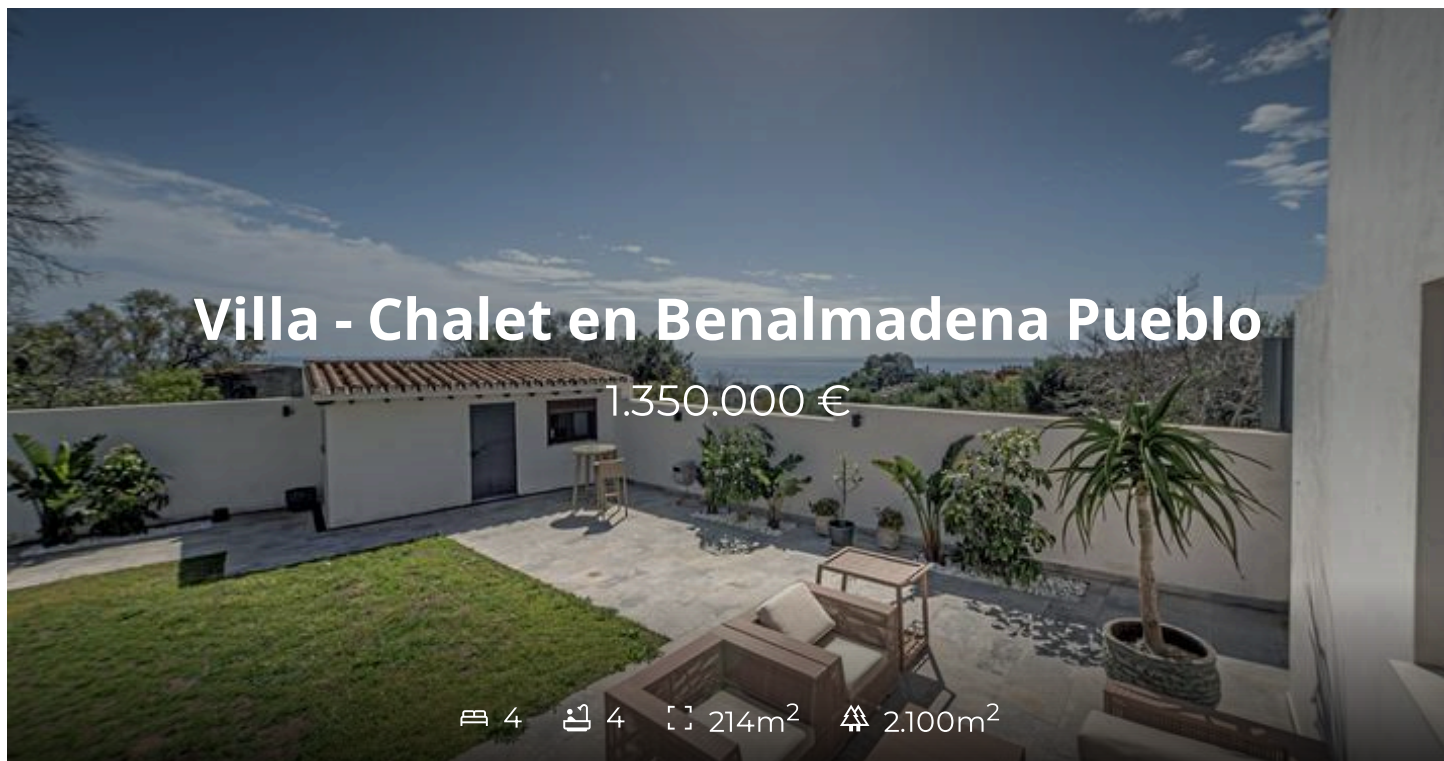 Villa - Chalet en Benalmadena Pueblo
1.350.000 €
4 4 214m² 2.100m²